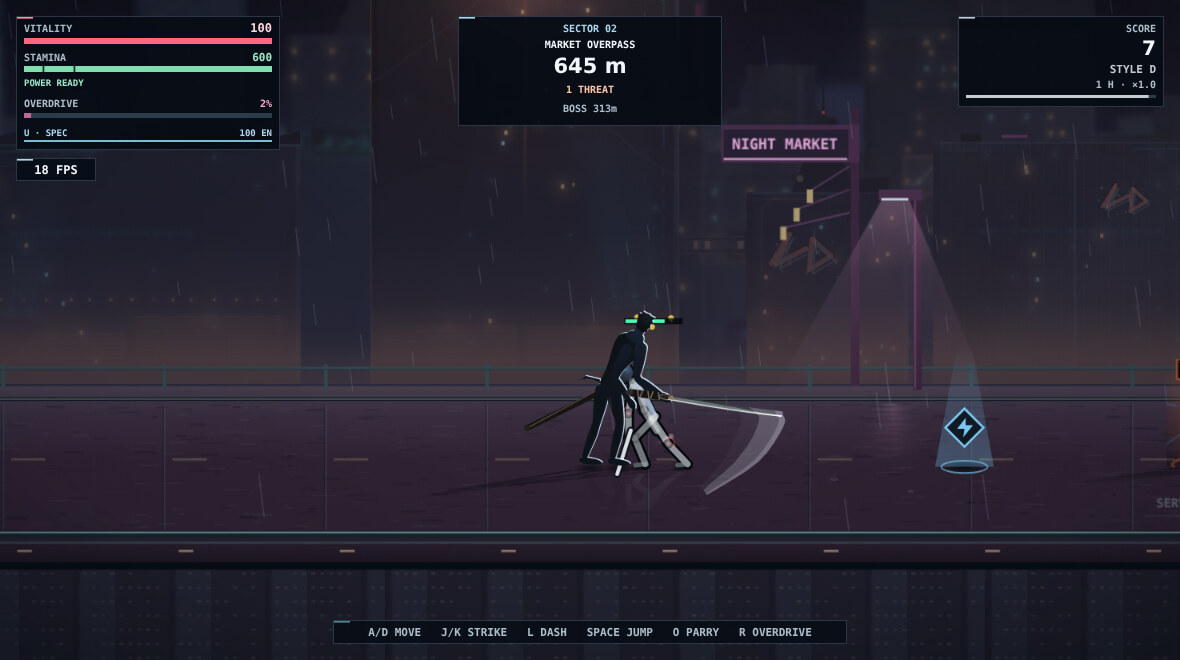 VITALITY 100
STAMINA 600
POWER READY
OVERDRIVE 2%
U · SPEC 100 EN
18 FPS
SECTOR 02
MARKET OVERPASS
645 m
1 THREAT
BOSS 313m
SCORE
7
STYLE D
1 H · ×1.0
NIGHT MARKET
SER
A/D MOVE J/K STRIKE L DASH SPACE JUMP O PARRY R OVERDRIVE